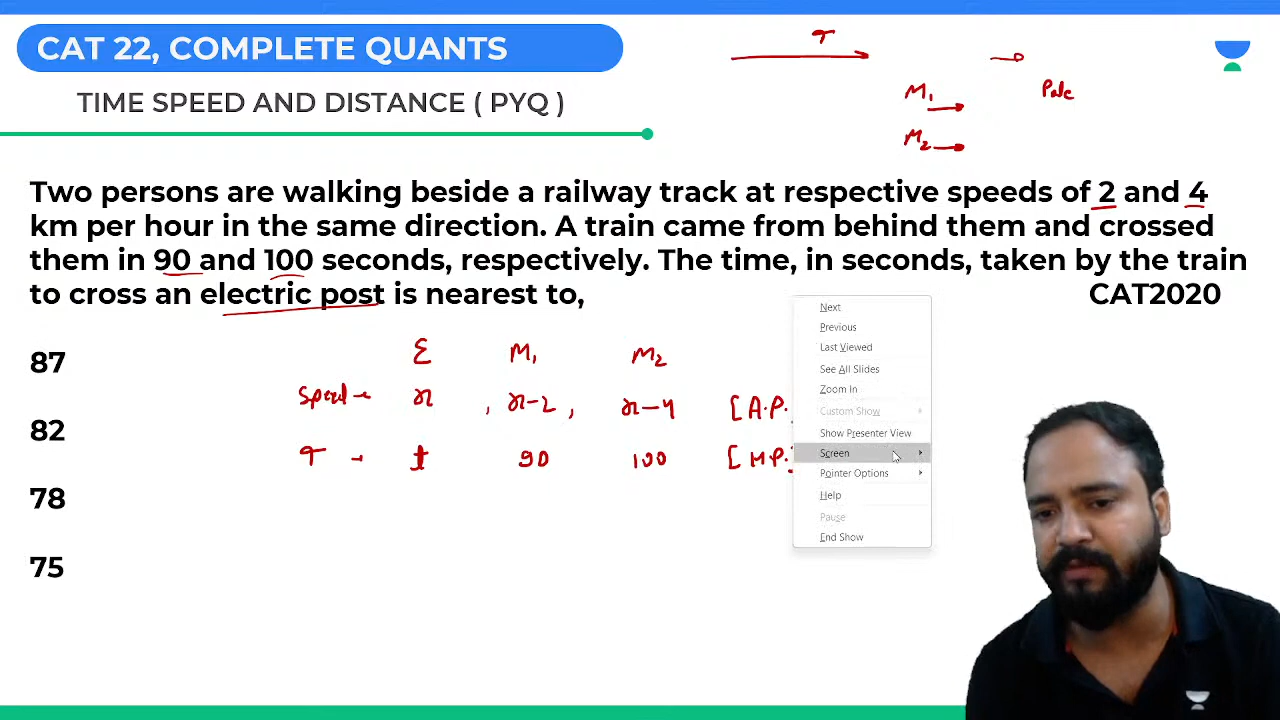 CAT 22, COMPLETE QUANTS
TIME SPEED AND DISTANCE ( PYQ )
T
M1
Pole
M2
Two persons are walking beside a railway track at respective speeds of 2 and 4
km per hour in the same direction. A train came from behind them and crossed
them in 90 and 100 seconds, respectively. The time, in seconds, taken by the train
to cross an electric post is nearest to,
CAT2020
87
82
78
75
E M1 M2
Speed → x , x-2 , x-4 [A.P.
T → t 90 100 [H.P.]
Next
Previous
Last Viewed
See All Slides
Zoom In
Custom Show
Show Presenter View
Screen
Pointer Options
Help
Pause
End Show